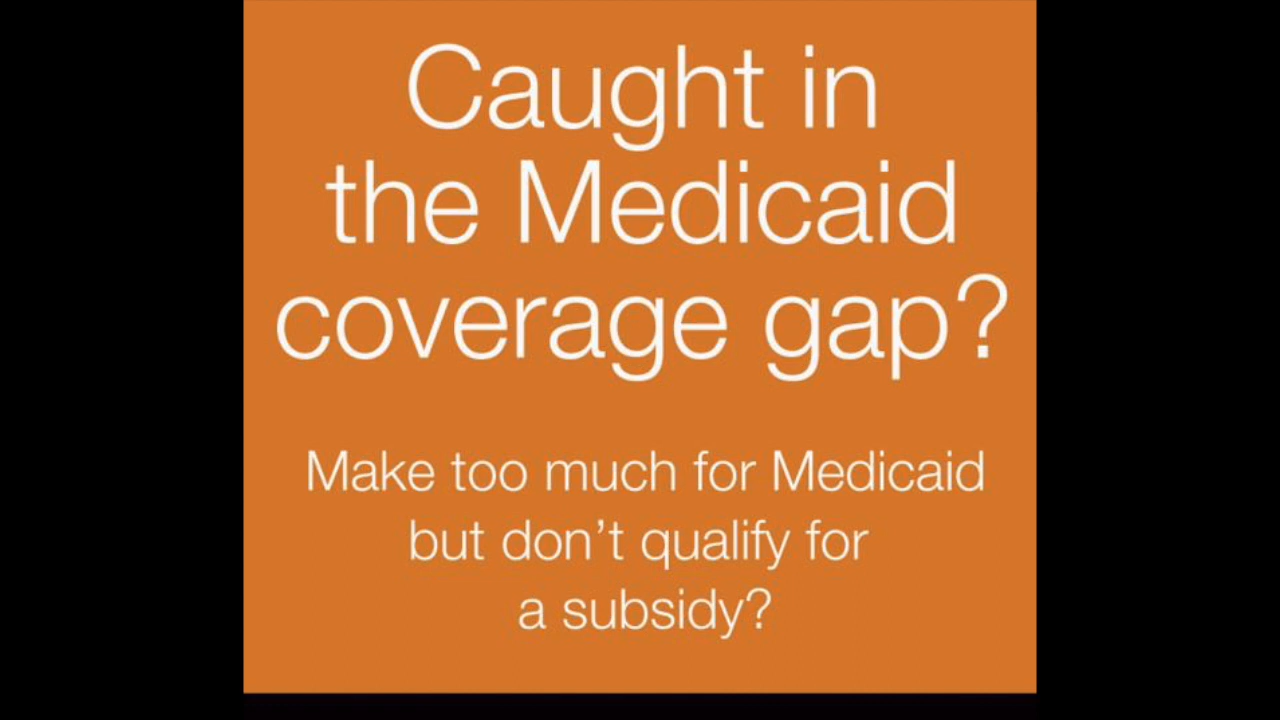 Caught in
the Medicaid
coverage gap?
Make too much for Medicaid
but don’t qualify for
a subsidy?